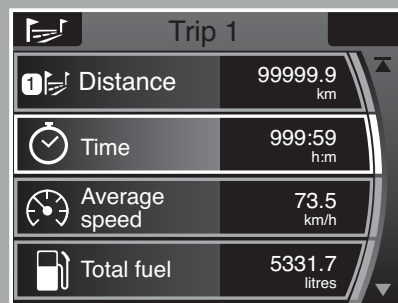 Trip 1
1 Distance 99999.9
km
Time 999:59
h:m
Average speed 73.5
km/h
Total fuel 5331.7
litres